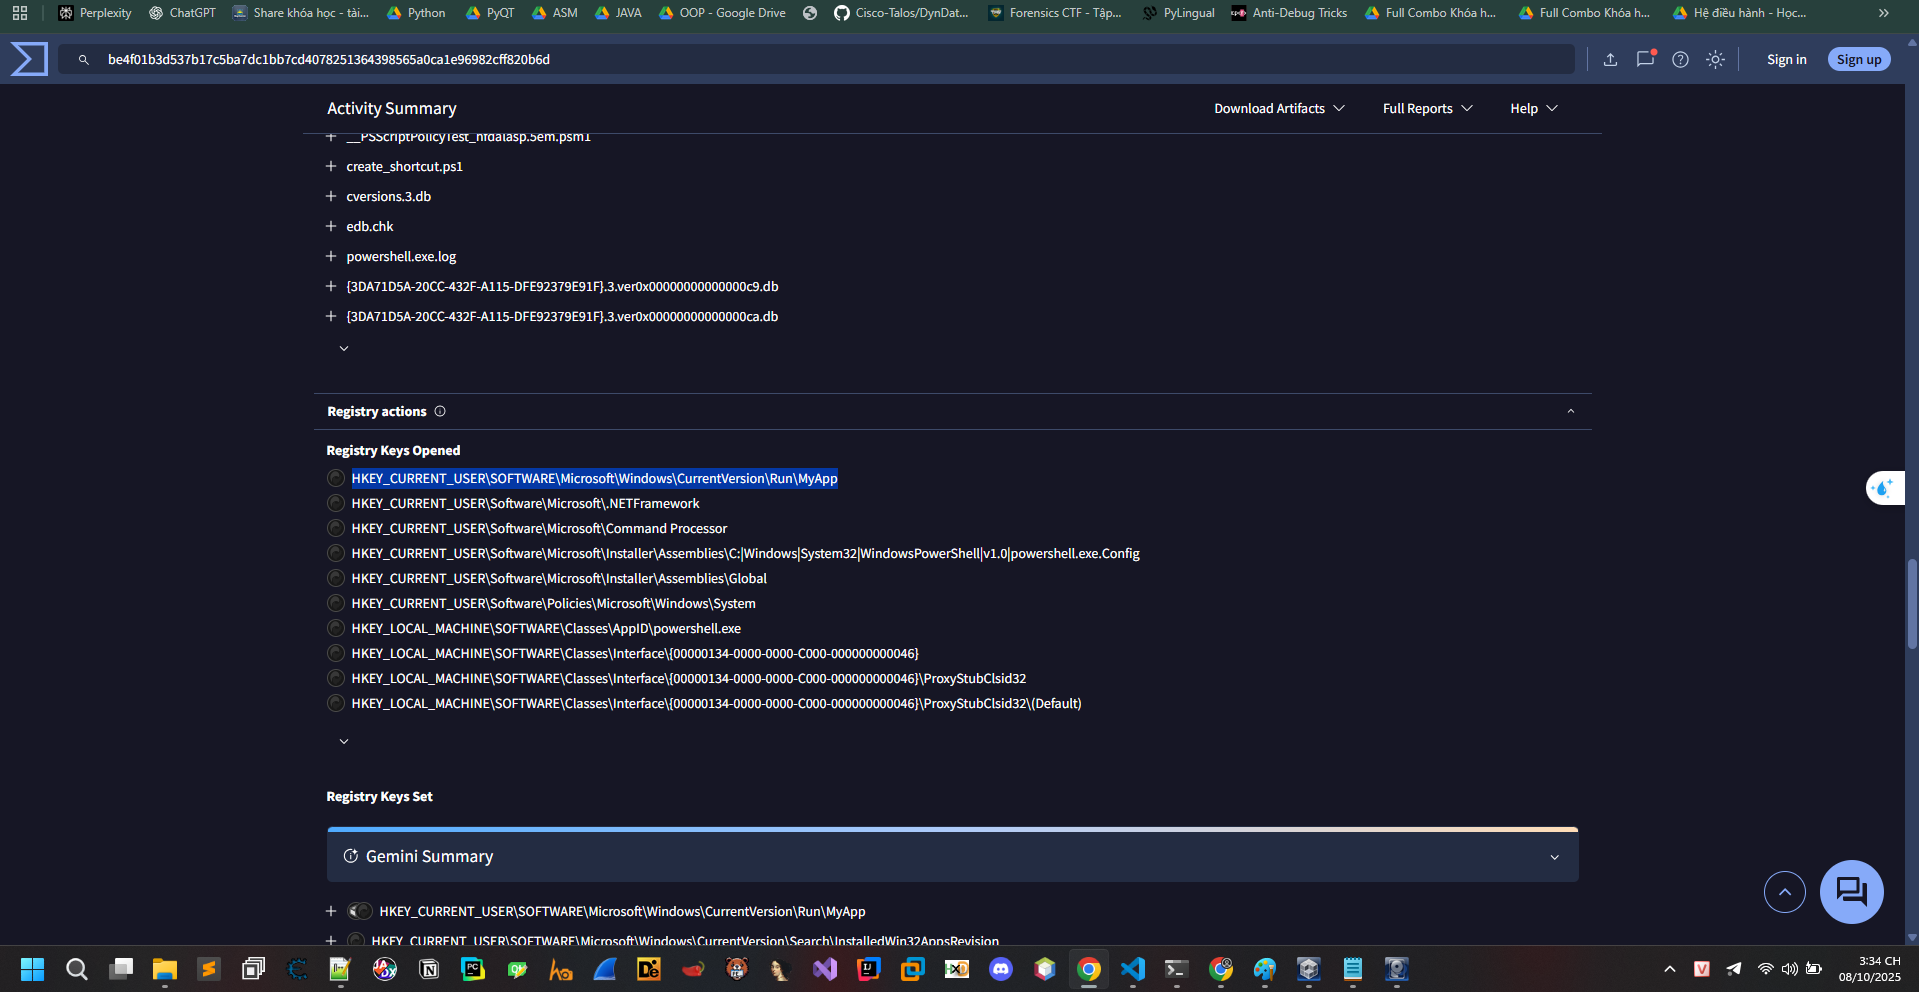 Perplexity ChatGPT Share khóa học - tài... Python PyQT ASM JAVA OOP - Google Drive Cisco-Talos/DynDat... Forensics CTF - Tập... PyLingual Anti-Debug Tricks Full Combo Khóa h... Full Combo Khóa h... Hệ điều hành - Học...
be4f01b3d537b17c5ba7dc1bb7cd4078251364398565a0ca1e96982cff820b6d Sign in Sign up
Activity Summary Download Artifacts Full Reports Help
__PSScriptPolicyTest_nfdalasp.5em.psm1
create_shortcut.ps1
cversions.3.db
edb.chk
powershell.exe.log
{3DA71D5A-20CC-432F-A115-DFE92379E91F}.3.ver0x00000000000000c9.db
{3DA71D5A-20CC-432F-A115-DFE92379E91F}.3.ver0x00000000000000ca.db
Registry actions
Registry Keys Opened
HKEY_CURRENT_USER\SOFTWARE\Microsoft\Windows\CurrentVersion\Run\MyApp
HKEY_CURRENT_USER\Software\Microsoft\.NETFramework
HKEY_CURRENT_USER\Software\Microsoft\Command Processor
HKEY_CURRENT_USER\Software\Microsoft\Installer\Assemblies\C:|Windows|System32|WindowsPowerShell|v1.0|powershell.exe.Config
HKEY_CURRENT_USER\Software\Microsoft\Installer\Assemblies\Global
HKEY_CURRENT_USER\Software\Policies\Microsoft\Windows\System
HKEY_LOCAL_MACHINE\SOFTWARE\Classes\AppID\powershell.exe
HKEY_LOCAL_MACHINE\SOFTWARE\Classes\Interface\{00000134-0000-0000-C000-000000000046}
HKEY_LOCAL_MACHINE\SOFTWARE\Classes\Interface\{00000134-0000-0000-C000-000000000046}\ProxyStubClsid32
HKEY_LOCAL_MACHINE\SOFTWARE\Classes\Interface\{00000134-0000-0000-C000-000000000046}\ProxyStubClsid32\(Default)
Registry Keys Set
Gemini Summary
HKEY_CURRENT_USER\SOFTWARE\Microsoft\Windows\CurrentVersion\Run\MyApp
HKEY_CURRENT_USER\SOFTWARE\Microsoft\Windows\CurrentVersion\Search\InstalledWin32AppsRevision
3:34 CH
08/10/2025